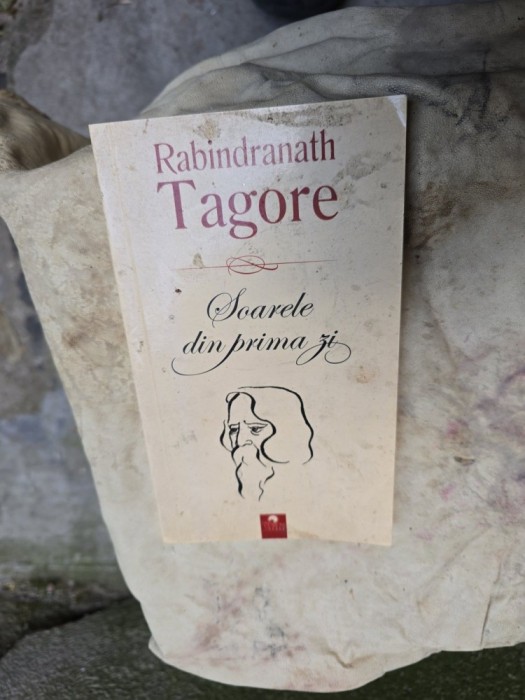 Rabindranath
Tagore
Soarele
din prima zi